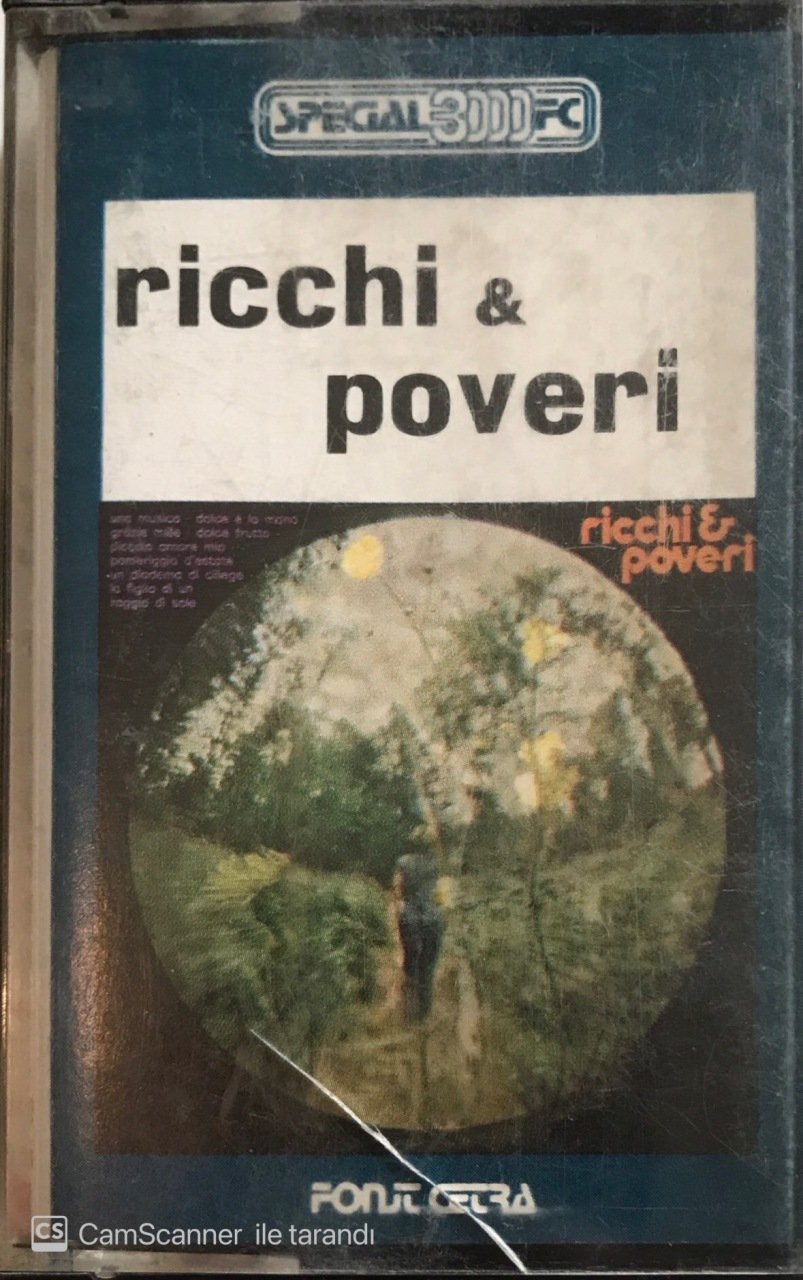 SPECIAL 3000 FC
ricchi &
poveri
ricchi &
poveri
una musica - dolce è la mano
grazie mille - dolce frutto -
piccolo amore mio
pomeriggio d'estate
un diadema di ciliege
la figlia di un
raggio di sole
FONIT CETRA
CS CamScanner ile tarandı